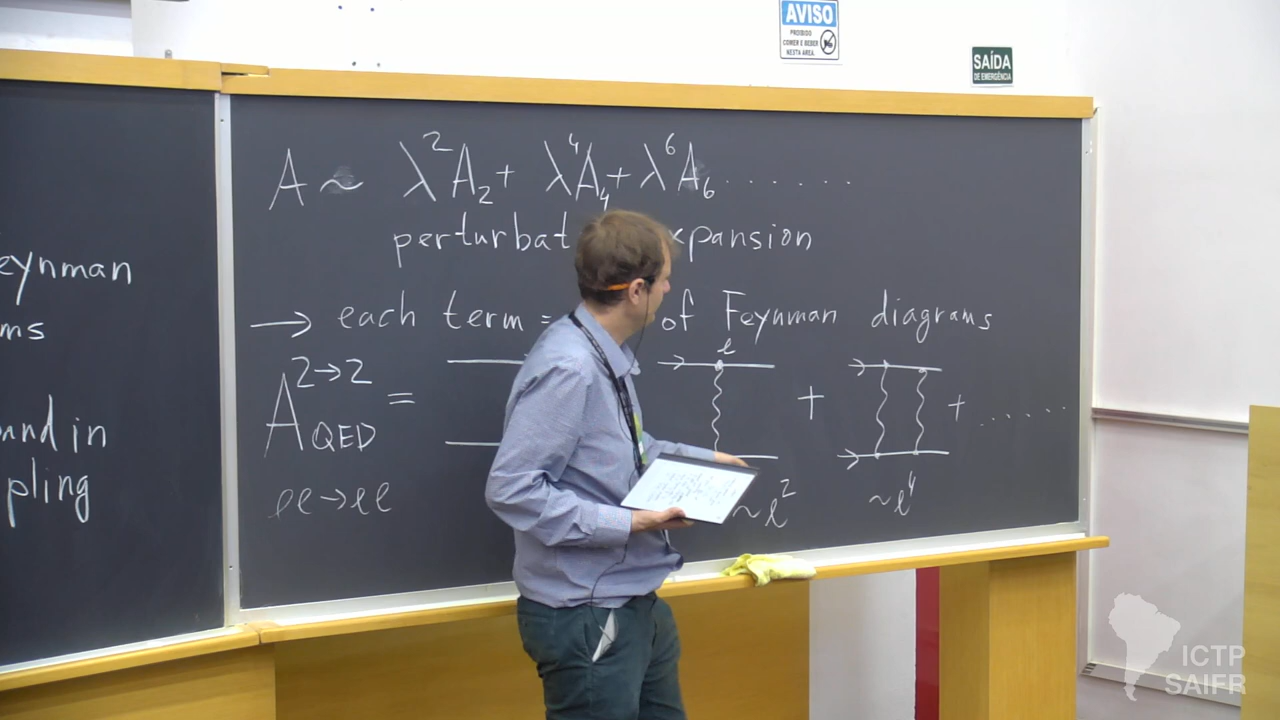 AVISO
PROIBIDO
COMER E BEBER
NESTA ÁREA.
SAÍDA
DE EMERGÊNCIA
A ~ λ²A₂ + λ⁴A₄ + λ⁶A₆ . . . . . . .
perturbat xpansion
eynman
ms
und in
pling
→ each term = of Feynman diagrams
A^{2→2}_{QED} = e + + . . . . . .
ee → ee ~e² ~e⁴
ICTP
SAIFR